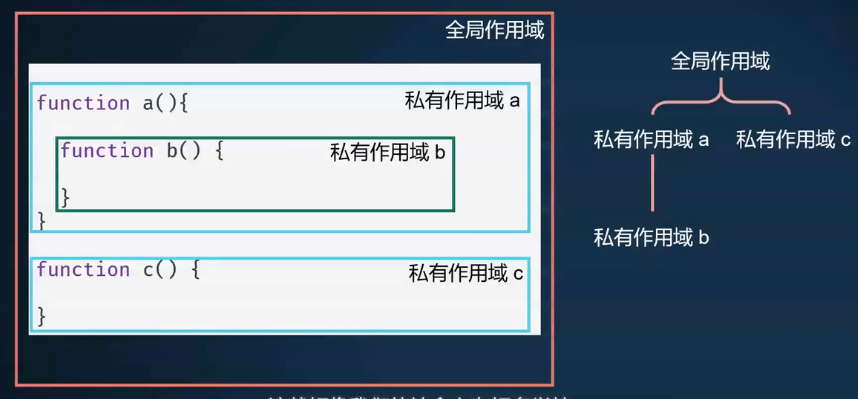 全局作用域
function a(){
私有作用域 a
function b() {
私有作用域 b
}
}
function c() {
私有作用域 c
}
全局作用域
私有作用域 a
私有作用域 c
私有作用域 b